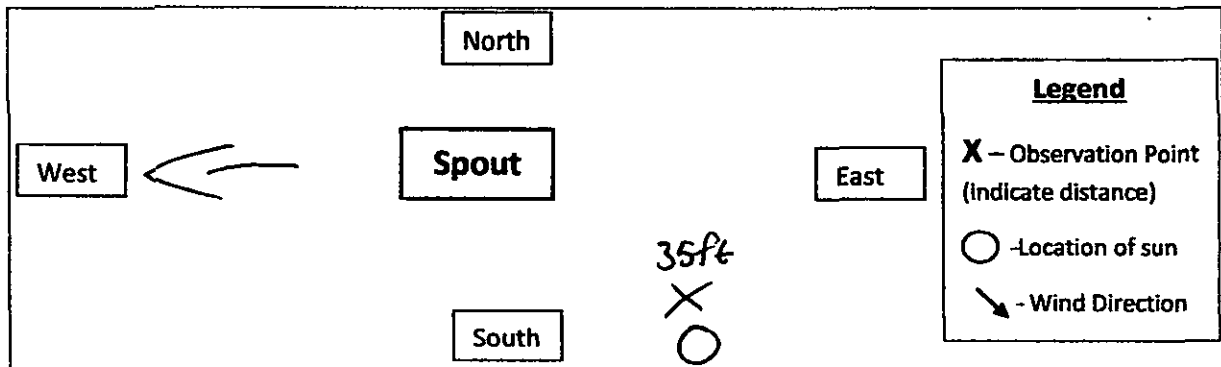 North
West
Spout
East
South
35ft
X
Legend
X – Observation Point
(indicate distance)
-Location of sun
- Wind Direction